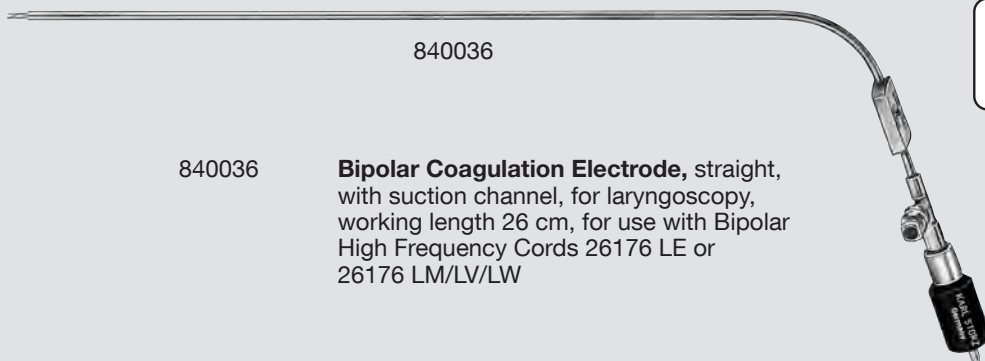 840036
840036
Bipolar Coagulation Electrode, straight,
with suction channel, for laryngoscopy,
working length 26 cm, for use with Bipolar
High Frequency Cords 26176 LE or
26176 LM/LV/LW
KARL STORZ
Germany